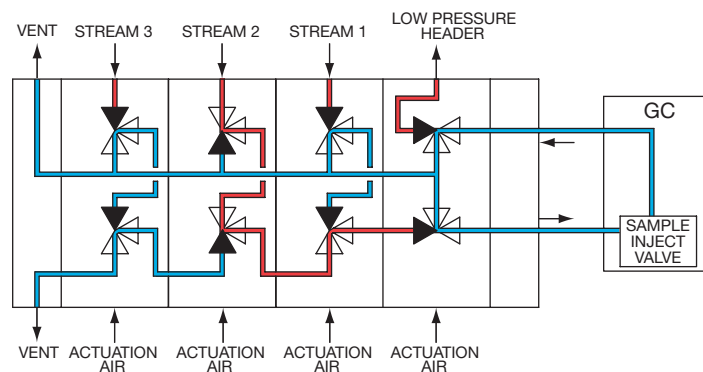 VENT
STREAM 3
STREAM 2
STREAM 1
LOW PRESSURE
HEADER
GC
SAMPLE
INJECT
VALVE
VENT
ACTUATION
AIR
ACTUATION
AIR
ACTUATION
AIR
ACTUATION
AIR